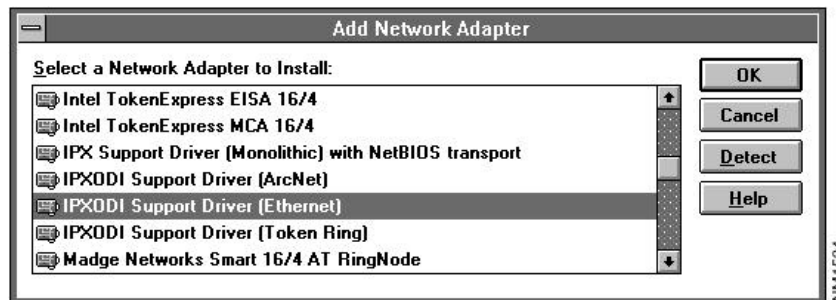 Add Network Adapter
Select a Network Adapter to Install:
Intel TokenExpress EISA 16/4
Intel TokenExpress MCA 16/4
IPX Support Driver (Monolithic) with NetBIOS transport
IPXODI Support Driver (ArcNet)
IPXODI Support Driver (Ethernet)
IPXODI Support Driver (Token Ring)
Madge Networks Smart 16/4 AT RingNode
OK
Cancel
Detect
Help